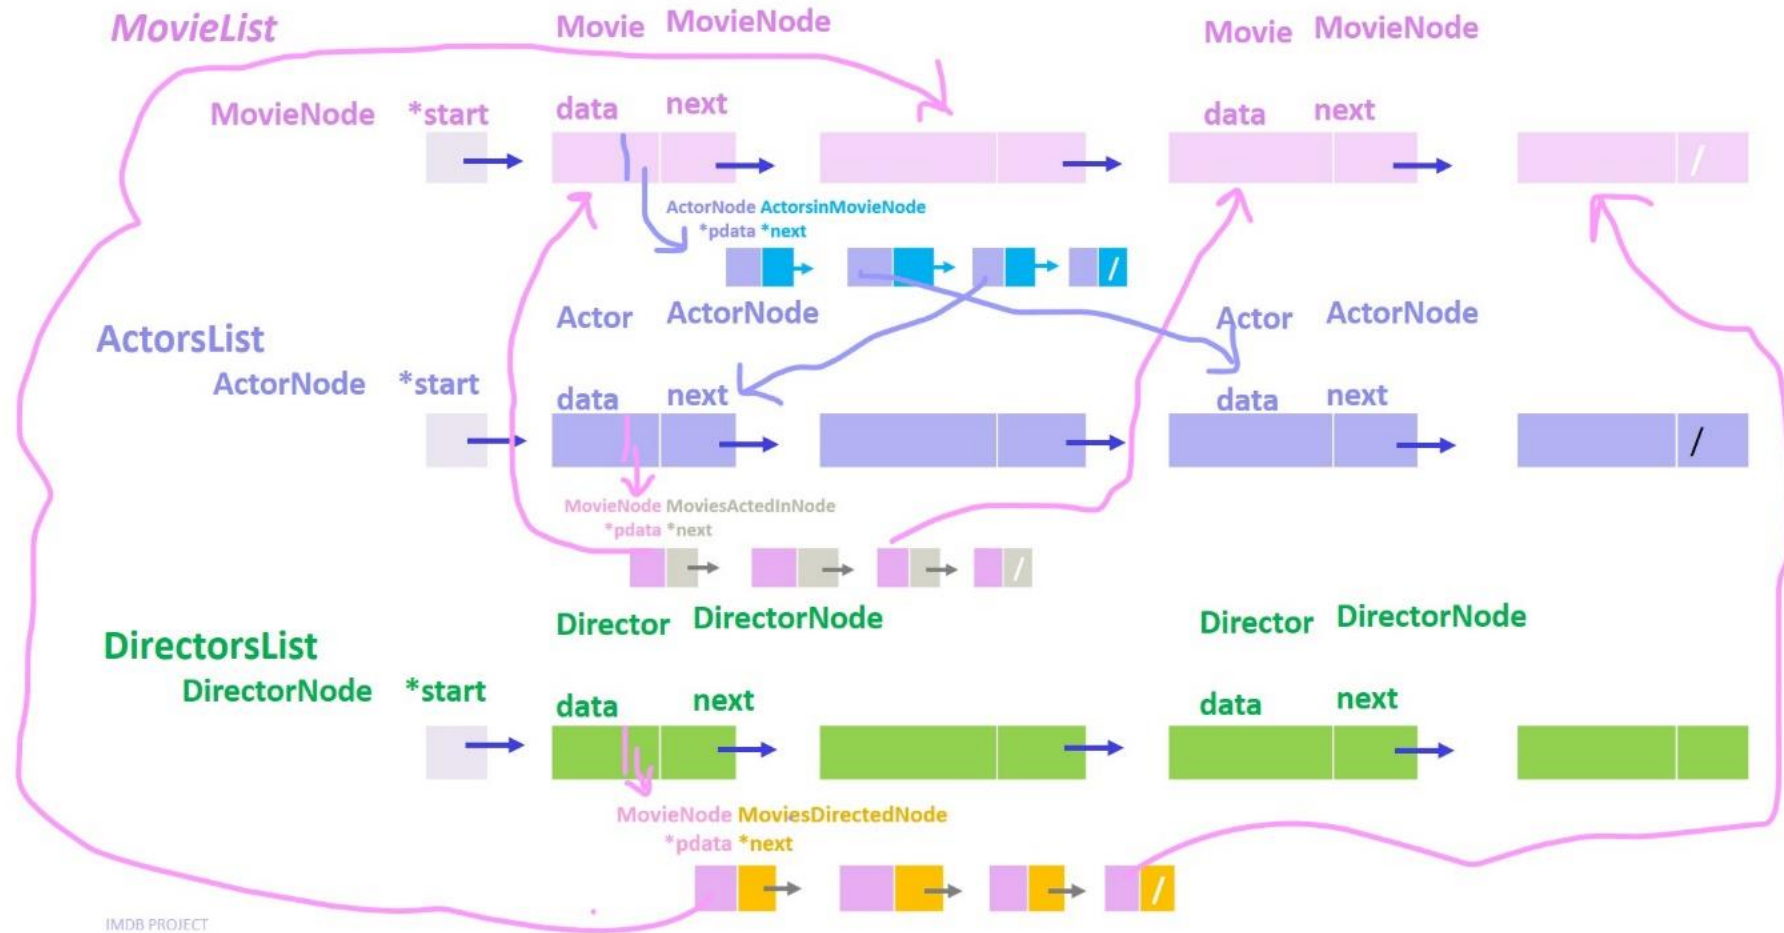 MovieList
Movie MovieNode
Movie MovieNode
MovieNode *start
data next
data next
/
ActorNode ActorsinMovieNode
*pdata *next
/
Actor ActorNode
Actor ActorNode
ActorsList
ActorNode *start
data next
data next
/
MovieNode MoviesActedInNode
*pdata *next
/
Director DirectorNode
Director DirectorNode
DirectorsList
DirectorNode *start
data next
data next
MovieNode MoviesDirectedNode
*pdata *next
/
IMDB PROJECT